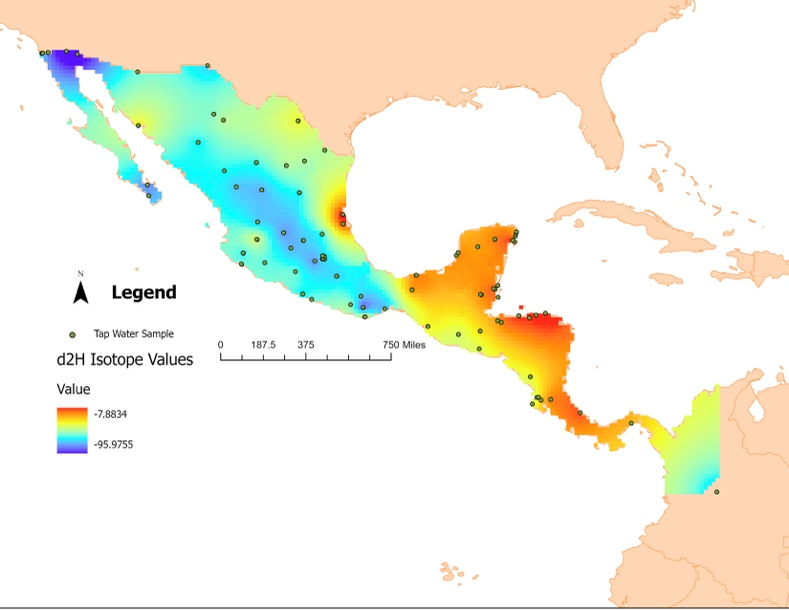 N
Legend
Tap Water Sample
d2H Isotope Values
Value
-7.8834
-95.9755
0 187.5 375 750 Miles